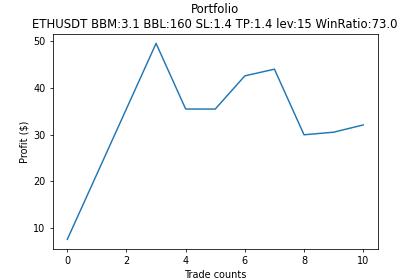 Portfolio
ETHUSDT BBM:3.1 BBL:160 SL:1.4 TP:1.4 lev:15 WinRatio:73.0
50
40
30
20
10
Profit ($)
0 2 4 6 8 10
Trade counts